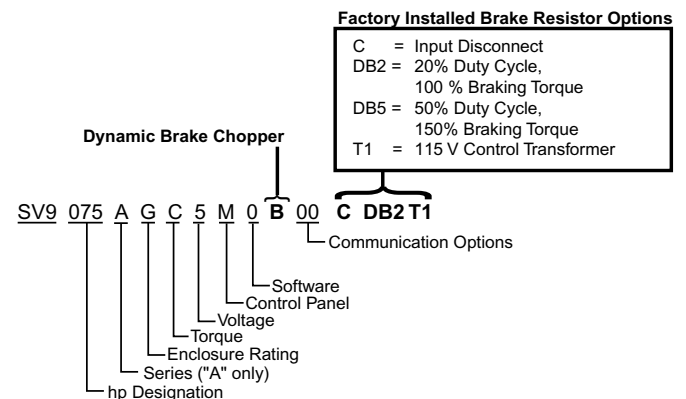 Factory Installed Brake Resistor Options
C = Input Disconnect
DB2 = 20% Duty Cycle,
100 % Braking Torque
DB5 = 50% Duty Cycle,
150% Braking Torque
T1 = 115 V Control Transformer
Dynamic Brake Chopper
SV9 075 A G C 5 M 0 B 00 C DB2 T1
Communication Options
Software
Control Panel
Voltage
Torque
Enclosure Rating
Series ("A" only)
hp Designation